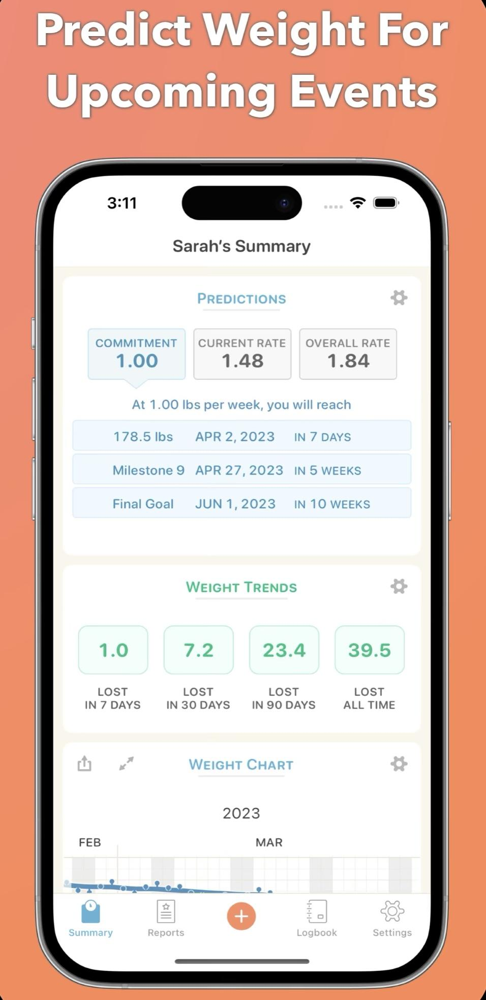 Predict Weight For
Upcoming Events
3:11
Sarah's Summary
PREDICTIONS
COMMITMENT
1.00
CURRENT RATE
1.48
OVERALL RATE
1.84
At 1.00 lbs per week, you will reach
178.5 lbs APR 2, 2023 IN 7 DAYS
Milestone 9 APR 27, 2023 IN 5 WEEKS
Final Goal JUN 1, 2023 IN 10 WEEKS
WEIGHT TRENDS
1.0 7.2 23.4 39.5
LOST LOST LOST LOST
IN 7 DAYS IN 30 DAYS IN 90 DAYS ALL TIME
WEIGHT CHART
2023
FEB MAR
Summary Reports Logbook Settings